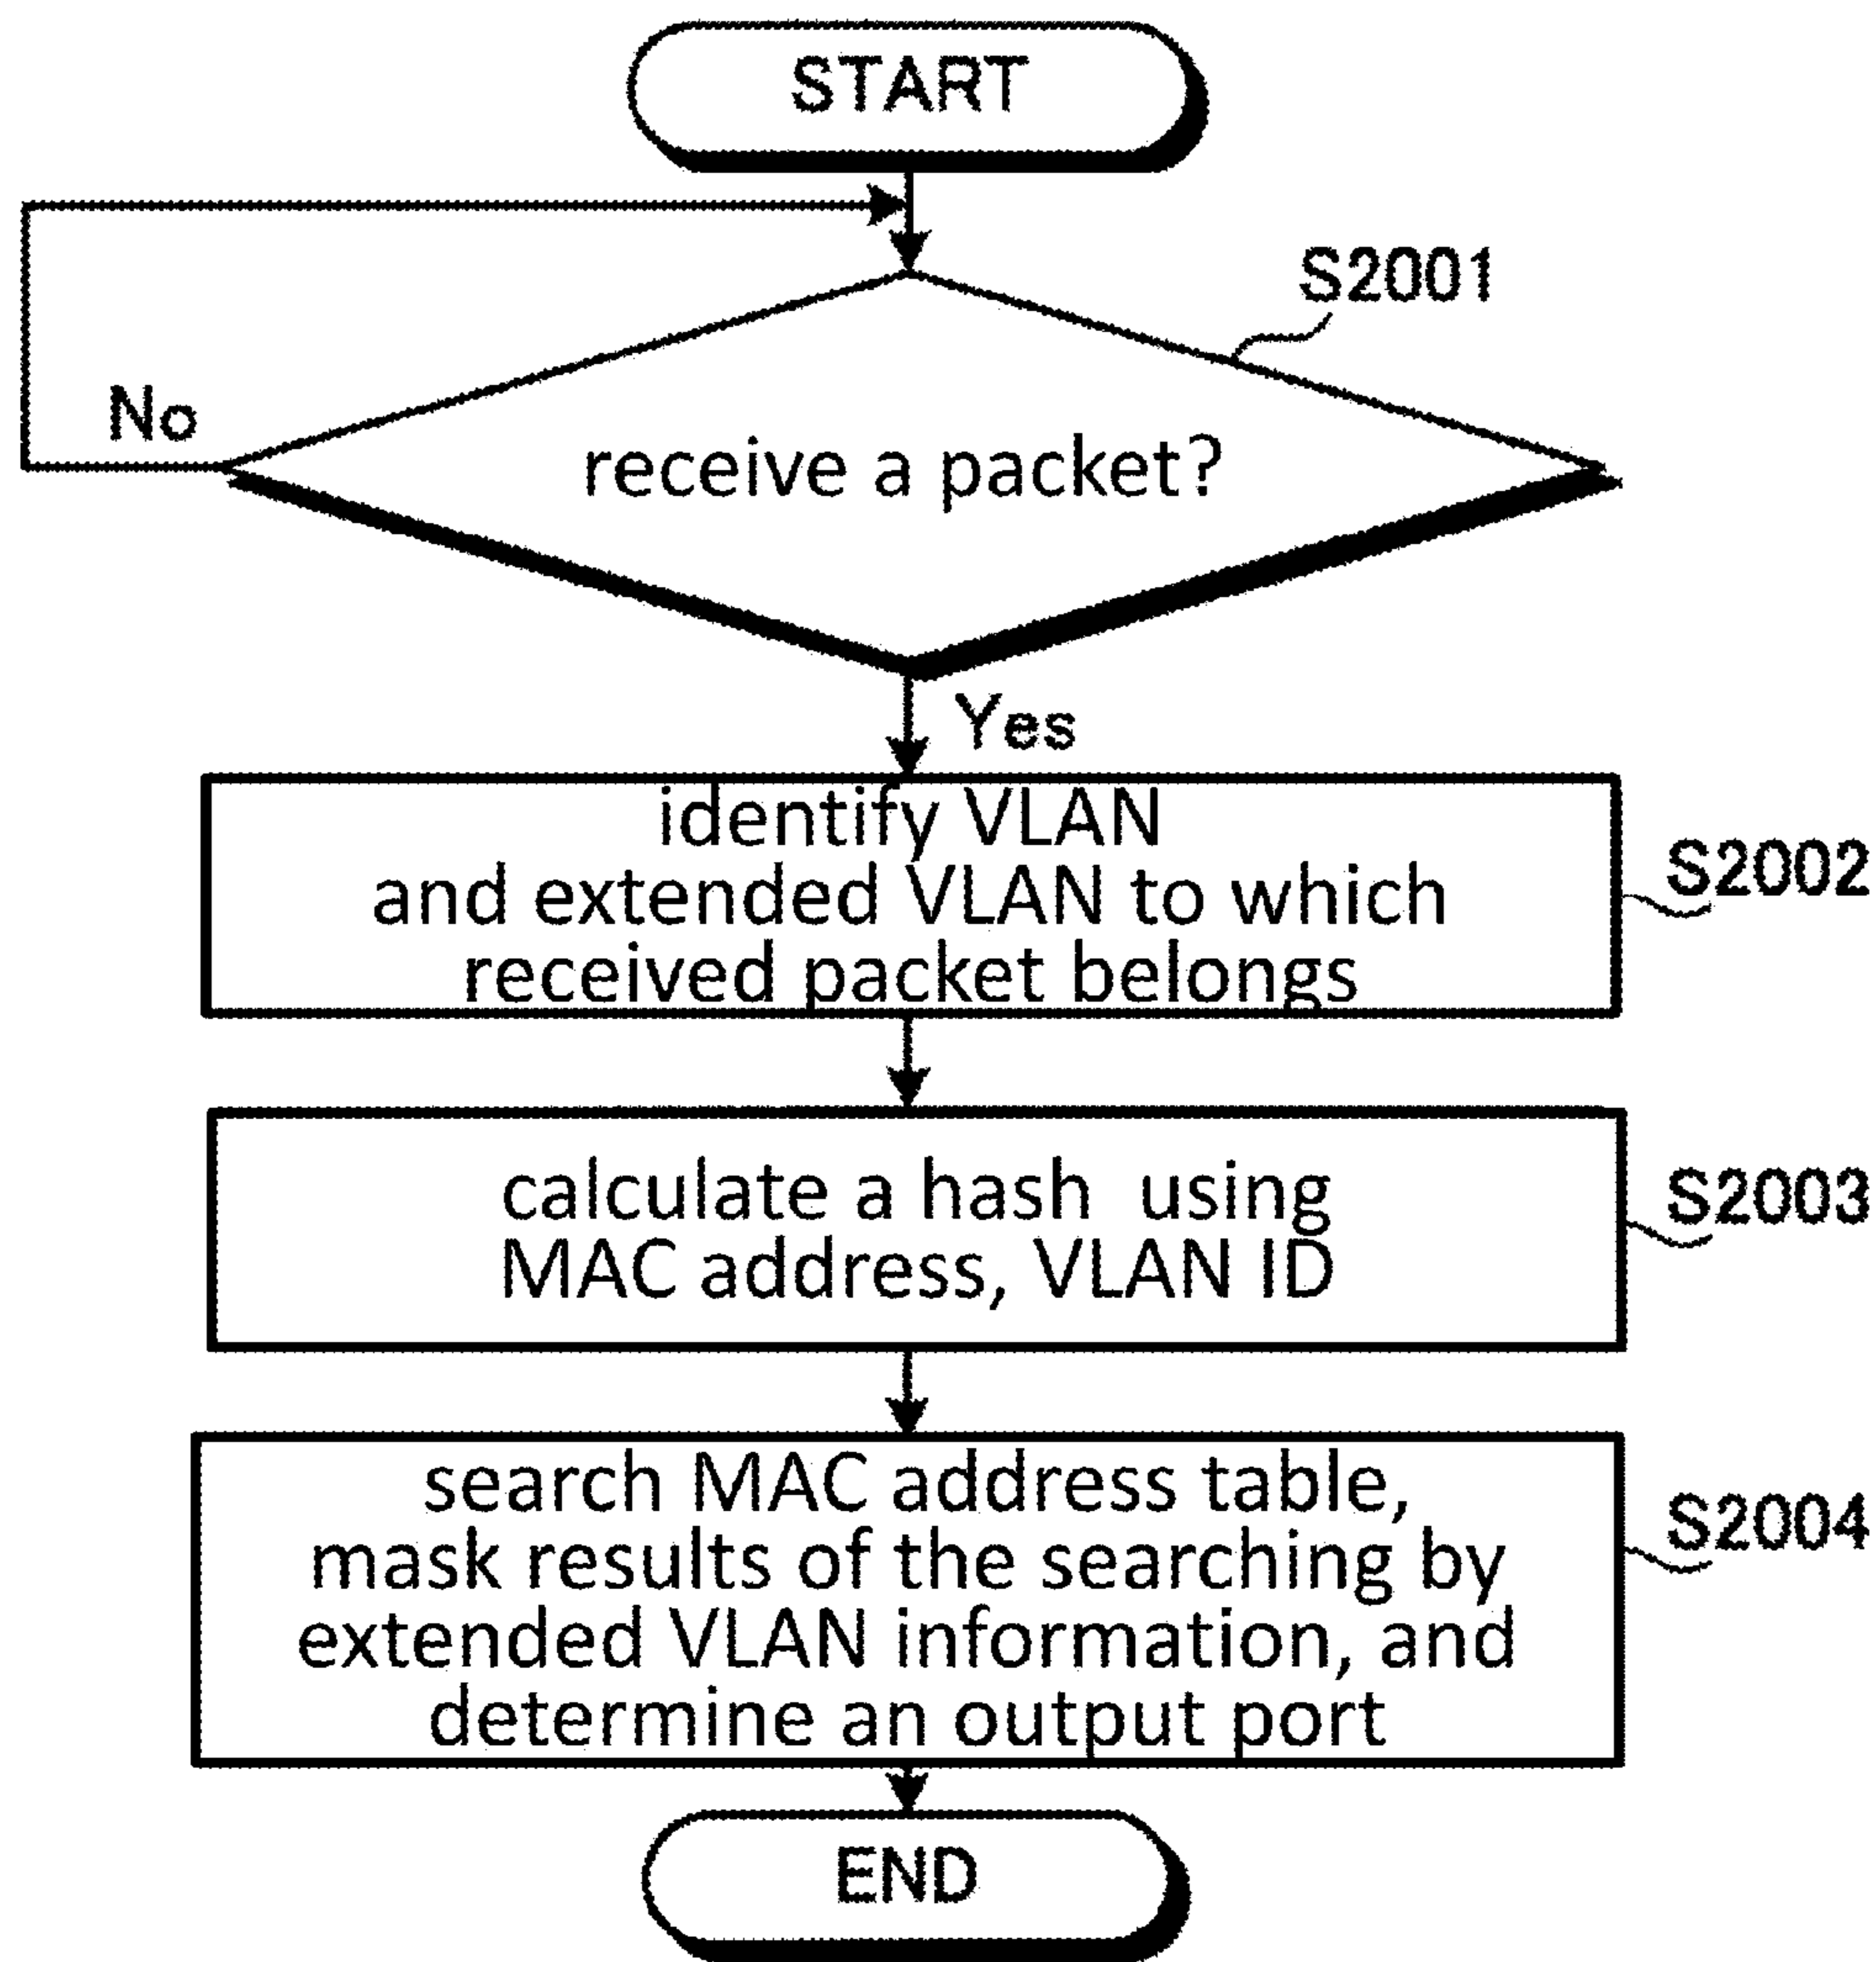 START
S2001
No
receive a packet?
Yes
identify VLAN
and extended VLAN to which
received packet belongs
S2002
calculate a hash using
MAC address, VLAN ID
S2003
search MAC address table,
mask results of the searching by
extended VLAN information, and
determine an output port
S2004
END